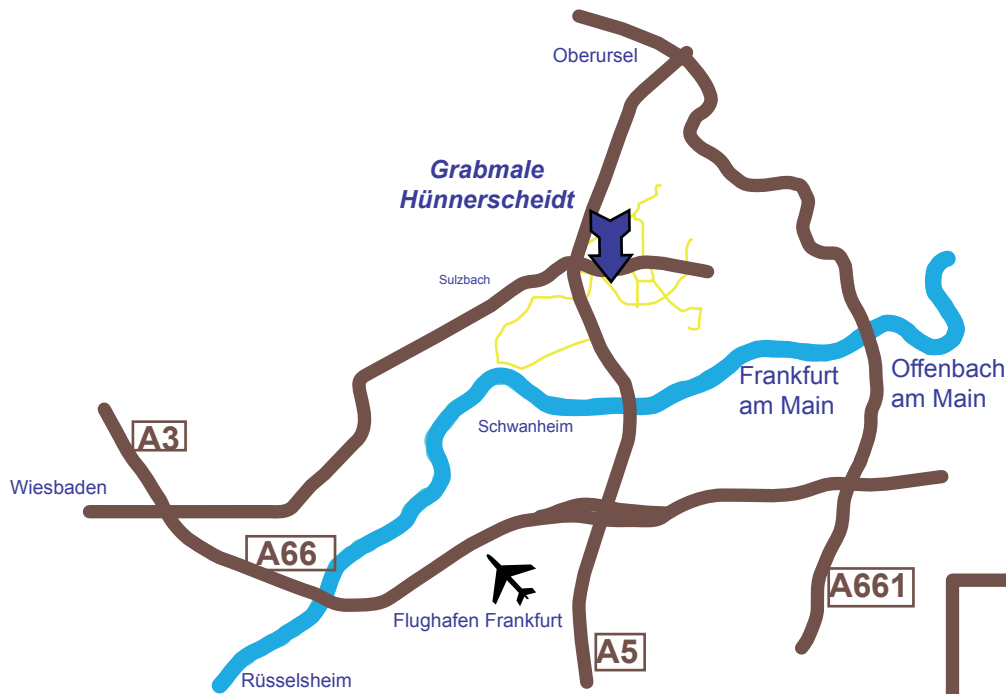 Oberursel
Grabmale
Hünnerscheidt
Sulzbach
Frankfurt
am Main
Offenbach
am Main
Schwanheim
A3
Wiesbaden
A66
A661
Flughafen Frankfurt
A5
Rüsselsheim